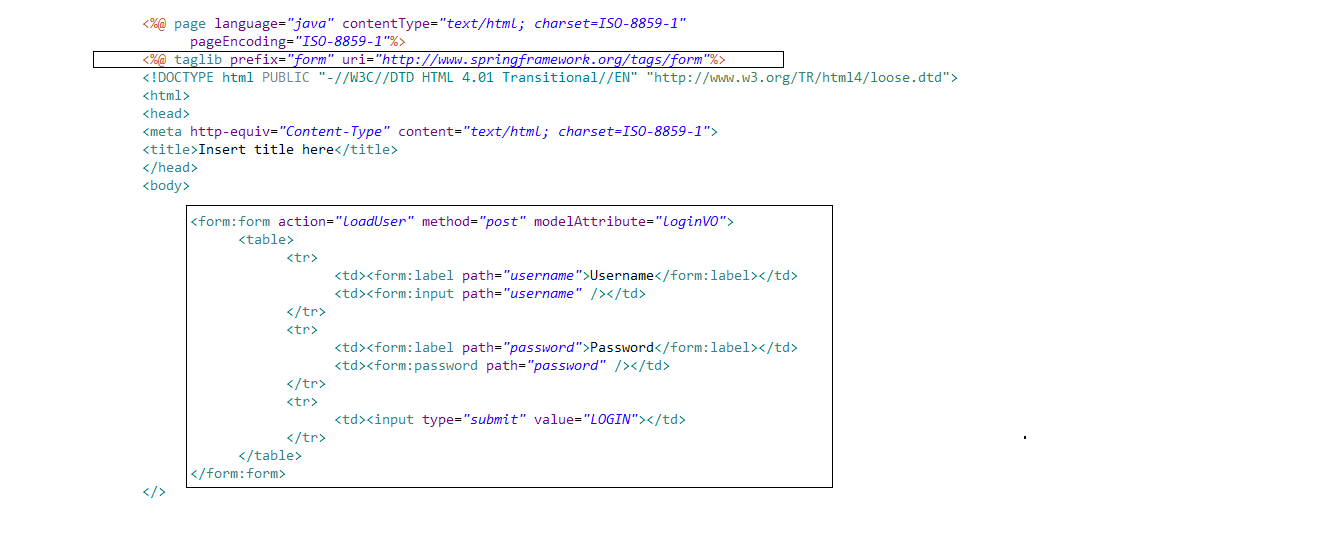 <%@ page language="java" contentType="text/html; charset=ISO-8859-1"
pageEncoding="ISO-8859-1"%>
<%@ taglib prefix="form" uri="http://www.springframework.org/tags/form"%>
<!DOCTYPE html PUBLIC "-//W3C//DTD HTML 4.01 Transitional//EN" "http://www.w3.org/TR/html4/loose.dtd">
<html>
<head>
<meta http-equiv="Content-Type" content="text/html; charset=ISO-8859-1">
<title>Insert title here</title>
</head>
<body>
<form:form action="loadUser" method="post" modelAttribute="loginVO">
<table>
<tr>
<td><form:label path="username">Username</form:label></td>
<td><form:input path="username" /></td>
</tr>
<tr>
<td><form:label path="password">Password</form:label></td>
<td><form:password path="password" /></td>
</tr>
<tr>
<td><input type="submit" value="LOGIN"></td>
</tr>
</table>
</form:form>
</>